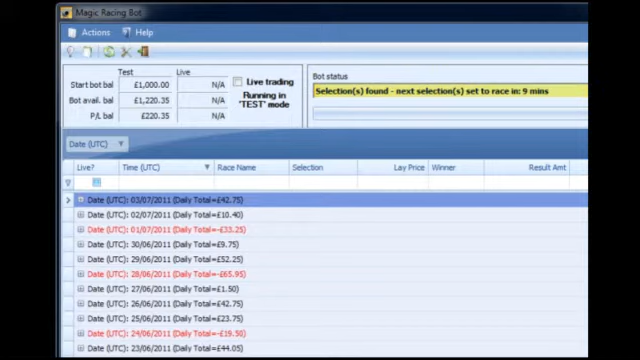 Magic Racing Bot
Actions Help
Test Live
Start bot bal £1,000.00 N/A
Bot avail. bal £1,220.35 N/A
P/L bal £220.35 N/A
Live trading
Running in
'TEST' mode
Bot status
Selection(s) found - next selection(s) set to race in: 9 mins
Date (UTC)
Live? Time (UTC) Race Name Selection Lay Price Winner Result Amt
Date (UTC): 03/07/2011 (Daily Total=£42.75)
Date (UTC): 02/07/2011 (Daily Total=£10.40)
Date (UTC): 01/07/2011 (Daily Total=-£33.25)
Date (UTC): 30/06/2011 (Daily Total=£9.75)
Date (UTC): 29/06/2011 (Daily Total=£52.25)
Date (UTC): 28/06/2011 (Daily Total=-£65.95)
Date (UTC): 27/06/2011 (Daily Total=£1.50)
Date (UTC): 26/06/2011 (Daily Total=£42.75)
Date (UTC): 25/06/2011 (Daily Total=£23.75)
Date (UTC): 24/06/2011 (Daily Total=-£19.50)
Date (UTC): 23/06/2011 (Daily Total=£44.05)